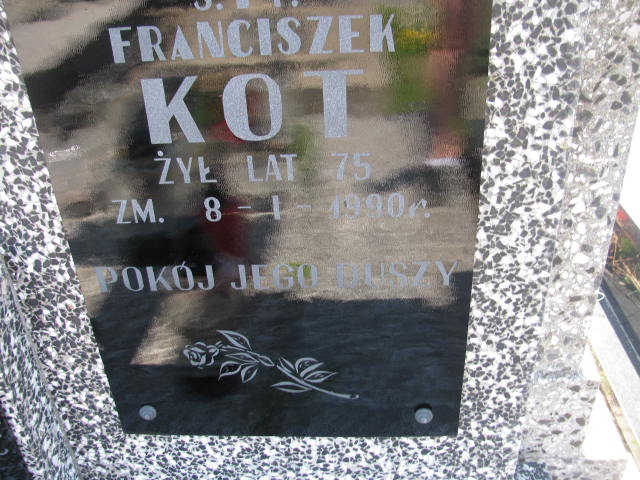 FRANCISZEK
KOT
ŻYŁ LAT 75
ZM. 8 - I - 1990r.
POKÓJ JEGO DUSZY